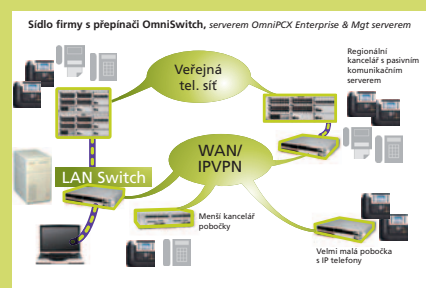 Sídlo firmy s přepínači OmniSwitch, serverem OmniPCX Enterprise & Mgt serverem
Veřejná
tel. síť
Regionální
kancelář s pasivním
komunikačním
serverem
WAN/
IPVPN
LAN Switch
Menší kancelář
pobočky
Velmi malá pobočka
s IP telefony